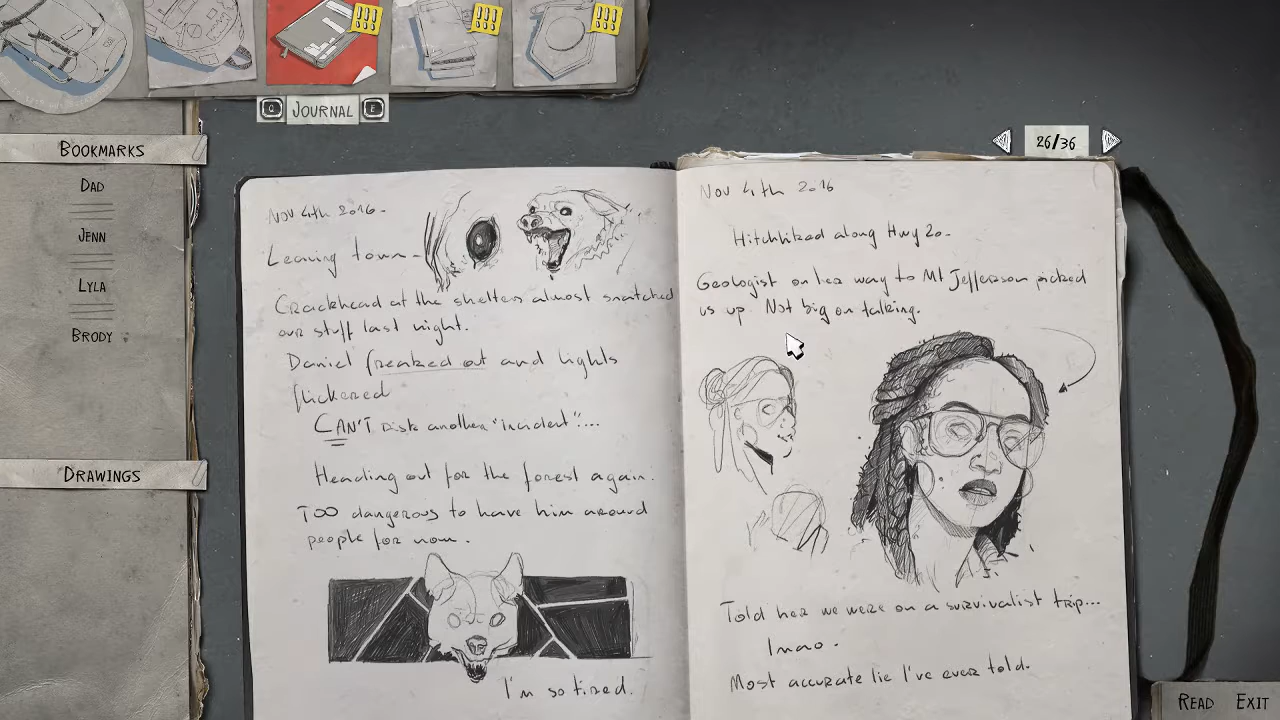 Q JOURNAL E
BOOKMARKS
DAD
JENN
LYLA
BRODY
DRAWINGS
26/36
Nov 4th 2016-
Leaving town-
Crackhead at the shelter almost snatched
our stuff last night.
Daniel freaked out and lights
flickered
CAN'T risk another "incident"...
Heading out for the forest again.
TOO dangerous to have him around
people for now.
I'm so tired.
Nov 4th 2016
Hitchhiked along Hwy 20-
Geologist on her way to Mt Jefferson picked
us up. Not big on talking.
Told her we were on a survivalist trip...
lmao.
Most accurate lie I've ever told.
READ EXIT